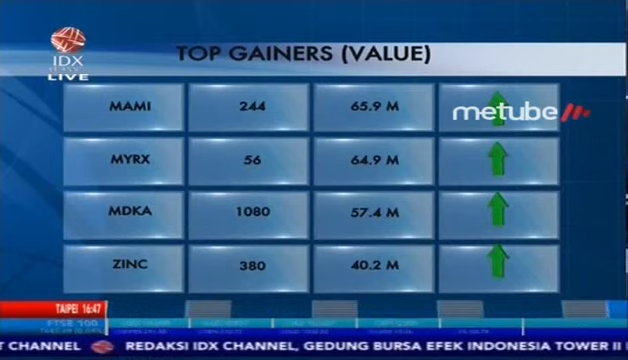 IDX
LIVE
TOP GAINERS (VALUE)
metube
MAMI 244 65.9 M
MYRX 56 64.9 M
MDKA 1080 57.4 M
ZINC 380 40.2 M
TAIPEI 16:47
FTSE 100
T CHANNEL REDAKSI IDX CHANNEL, GEDUNG BURSA EFEK INDONESIA TOWER II